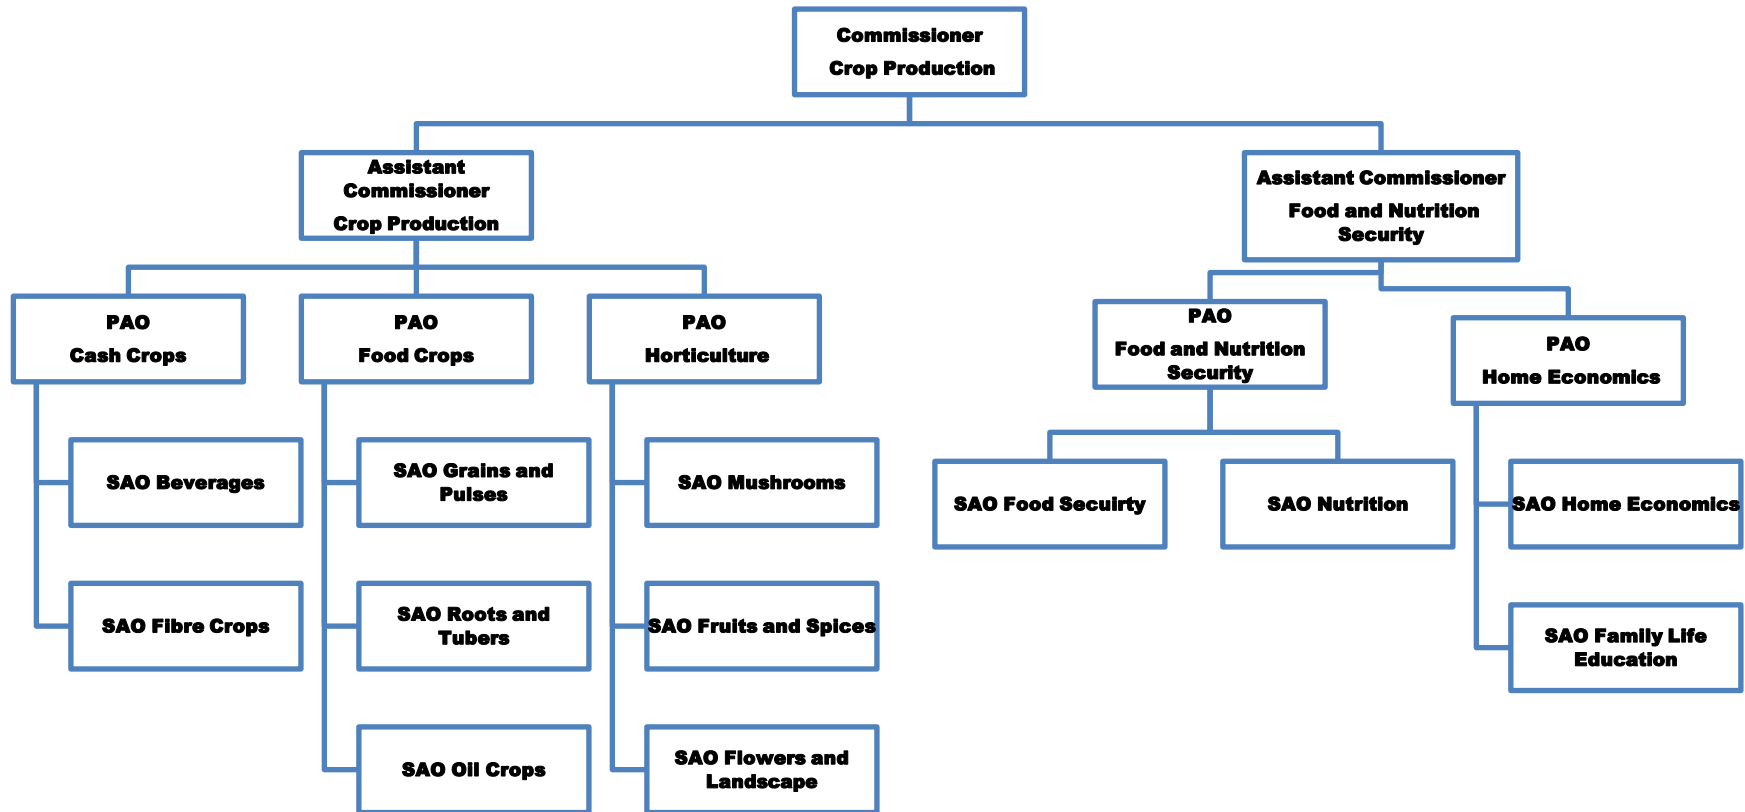 Commissioner
Crop Production
Assistant
Commissioner
Crop Production
Assistant Commissioner
Food and Nutrition
Security
PAO
Cash Crops
PAO
Food Crops
PAO
Horticulture
PAO
Food and Nutrition
Security
PAO
Home Economics
SAO Beverages
SAO Grains and
Pulses
SAO Mushrooms
SAO Food Secuirty
SAO Nutrition
SAO Home Economics
SAO Fibre Crops
SAO Roots and
Tubers
SAO Fruits and Spices
SAO Family Life
Education
SAO Oil Crops
SAO Flowers and
Landscape